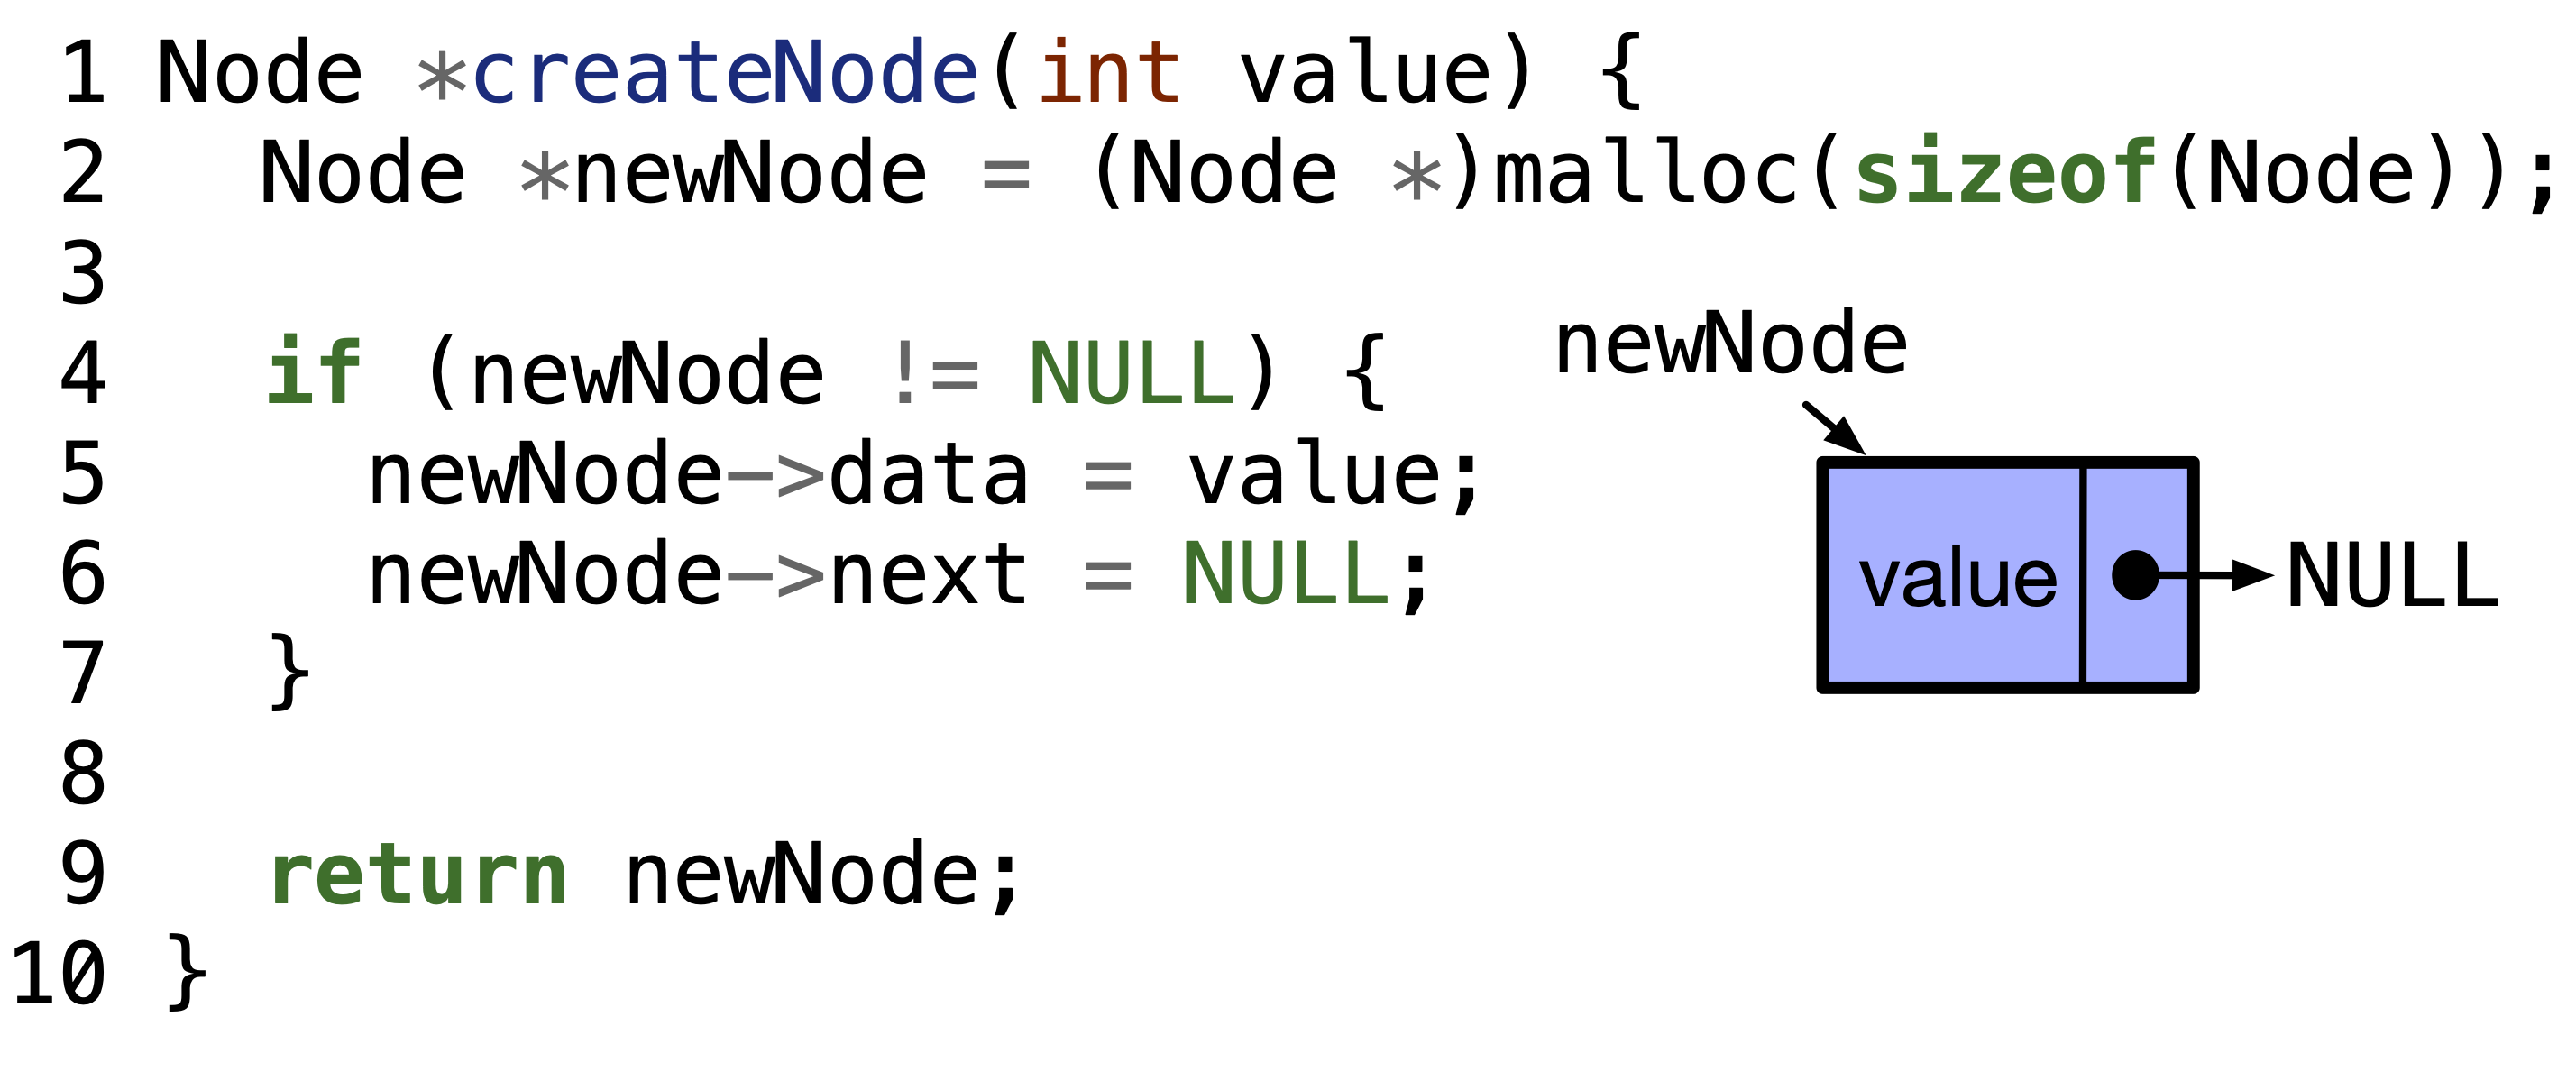 1 Node *createNode(int value) {
2   Node *newNode = (Node *)malloc(sizeof(Node));
3
4   if (newNode != NULL) {
5     newNode->data = value;
6     newNode->next = NULL;
7   }
8
9   return newNode;
10 }
newNode
value
NULL